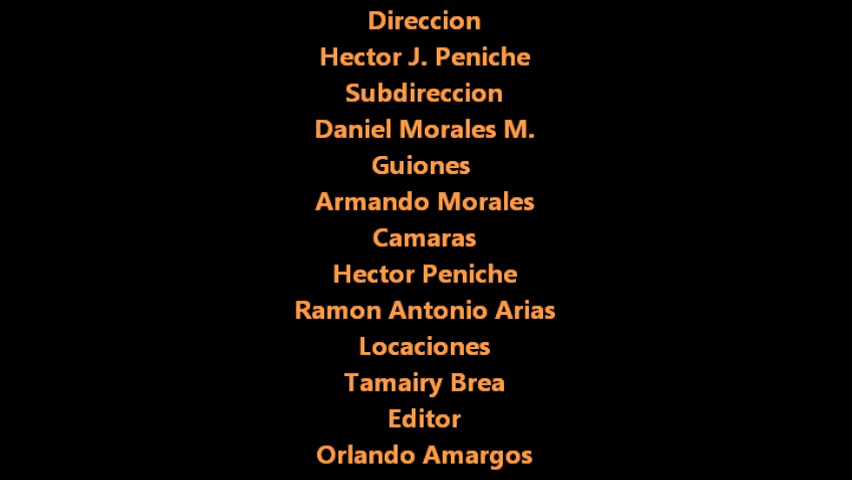 Direccion
Hector J. Peniche
Subdireccion
Daniel Morales M.
Guiones
Armando Morales
Camaras
Hector Peniche
Ramon Antonio Arias
Locaciones
Tamairy Brea
Editor
Orlando Amargos